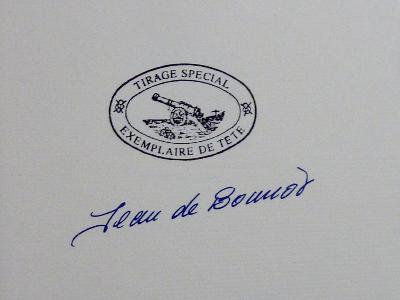 TIRAGE SPECIAL
EXEMPLAIRE DE TETE
Jean de Bonnot